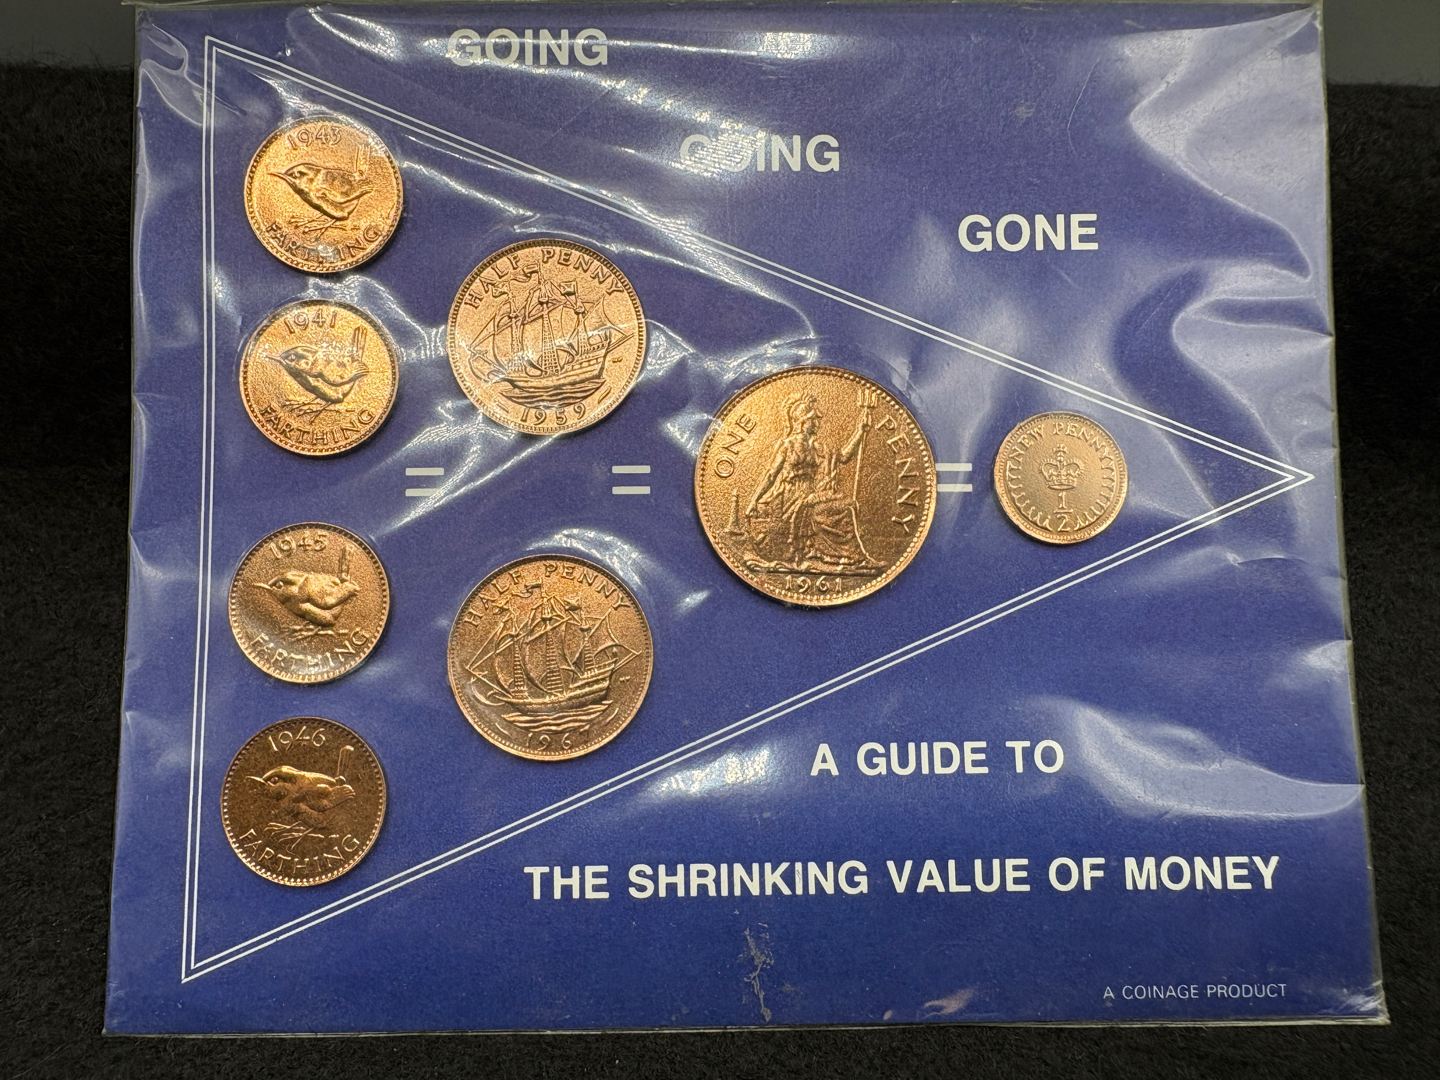 GOING
GOING
GONE
1943
FARTHING
1941
FARTHING
1945
FARTHING
1946
FARTHING
HALF PENNY
1959
HALF PENNY
1967
ONE PENNY
1961
NEW PENNY
1
2
=
=
=
A GUIDE TO
THE SHRINKING VALUE OF MONEY
A COINAGE PRODUCT